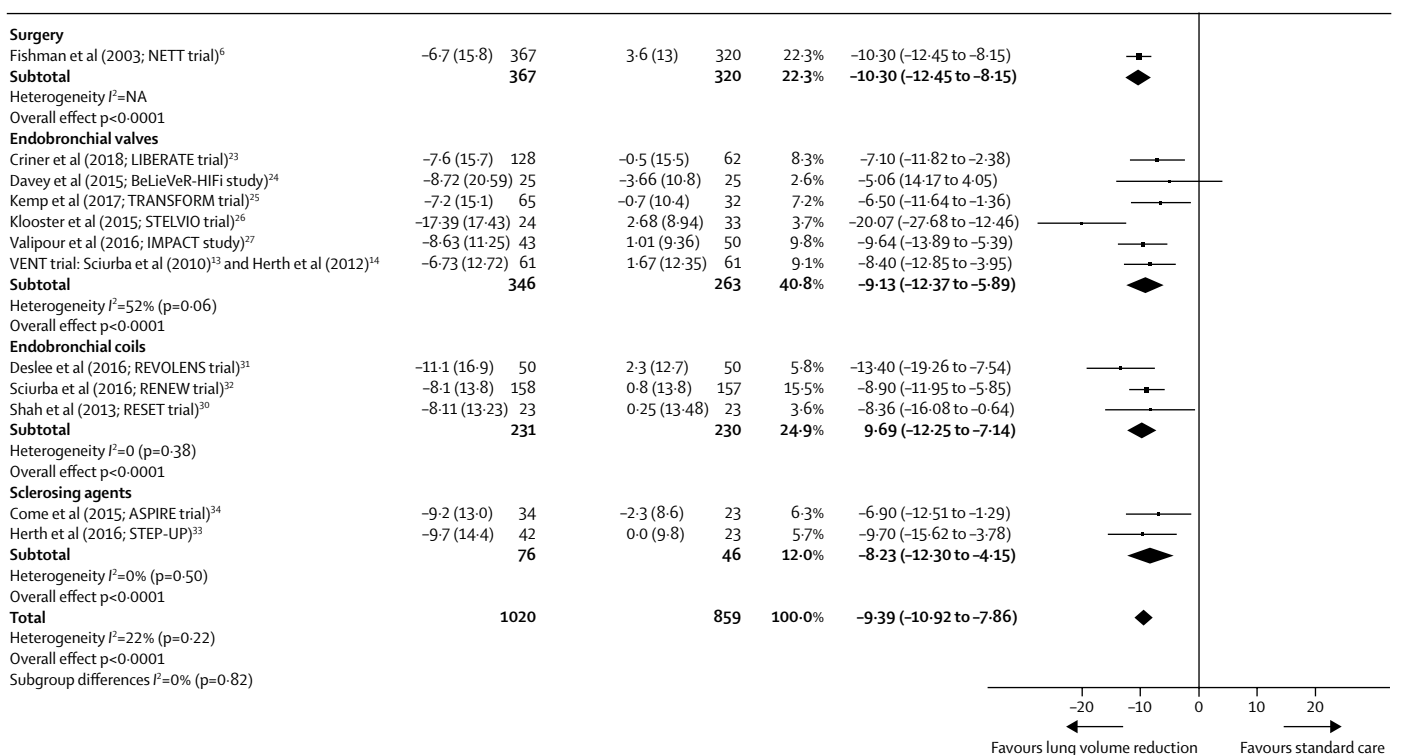 Surgery
Fishman et al (2003; NETT trial)⁶ –6·7 (15·8) 367 3·6 (13) 320 22·3% –10·30 (–12·45 to –8·15)
Subtotal 367 320 22·3% –10·30 (–12·45 to –8·15)
Heterogeneity I²=NA
Overall effect p<0·0001
Endobronchial valves
Criner et al (2018; LIBERATE trial)²³ –7·6 (15·7) 128 –0·5 (15·5) 62 8·3% –7·10 (–11·82 to –2·38)
Davey et al (2015; BeLieVeR-HIFi study)²⁴ –8·72 (20·59) 25 –3·66 (10·8) 25 2·6% –5·06 (14·17 to 4·05)
Kemp et al (2017; TRANSFORM trial)²⁵ –7·2 (15·1) 65 –0·7 (10·4) 32 7·2% –6·50 (–11·64 to –1·36)
Klooster et al (2015; STELVIO trial)²⁶ –17·39 (17·43) 24 2·68 (8·94) 33 3·7% –20·07 (–27·68 to –12·46)
Valipour et al (2016; IMPACT study)²⁷ –8·63 (11·25) 43 1·01 (9·36) 50 9·8% –9·64 (–13·89 to –5·39)
VENT trial: Sciurba et al (2010)¹³ and Herth et al (2012)¹⁴ –6·73 (12·72) 61 1·67 (12·35) 61 9·1% –8·40 (–12·85 to –3·95)
Subtotal 346 263 40·8% –9·13 (–12·37 to –5·89)
Heterogeneity I²=52% (p=0·06)
Overall effect p<0·0001
Endobronchial coils
Deslee et al (2016; REVOLENS trial)³¹ –11·1 (16·9) 50 2·3 (12·7) 50 5·8% –13·40 (–19·26 to –7·54)
Sciurba et al (2016; RENEW trial)³² –8·1 (13·8) 158 0·8 (13·8) 157 15·5% –8·90 (–11·95 to –5·85)
Shah et al (2013; RESET trial)³⁰ –8·11 (13·23) 23 0·25 (13·48) 23 3·6% –8·36 (–16·08 to –0·64)
Subtotal 231 230 24·9% 9·69 (–12·25 to –7·14)
Heterogeneity I²=0 (p=0·38)
Overall effect p<0·0001
Sclerosing agents
Come et al (2015; ASPIRE trial)³⁴ –9·2 (13·0) 34 –2·3 (8·6) 23 6·3% –6·90 (–12·51 to –1·29)
Herth et al (2016; STEP-UP)³³ –9·7 (14·4) 42 0·0 (9·8) 23 5·7% –9·70 (–15·62 to –3·78)
Subtotal 76 46 12·0% –8·23 (–12·30 to –4·15)
Heterogeneity I²=0% (p=0·50)
Overall effect p<0·0001
Total 1020 859 100·0% –9·39 (–10·92 to –7·86)
Heterogeneity I²=22% (p=0·22)
Overall effect p<0·0001
Subgroup differences I²=0% (p=0·82)
–20 –10 0 10 20
Favours lung volume reduction Favours standard care